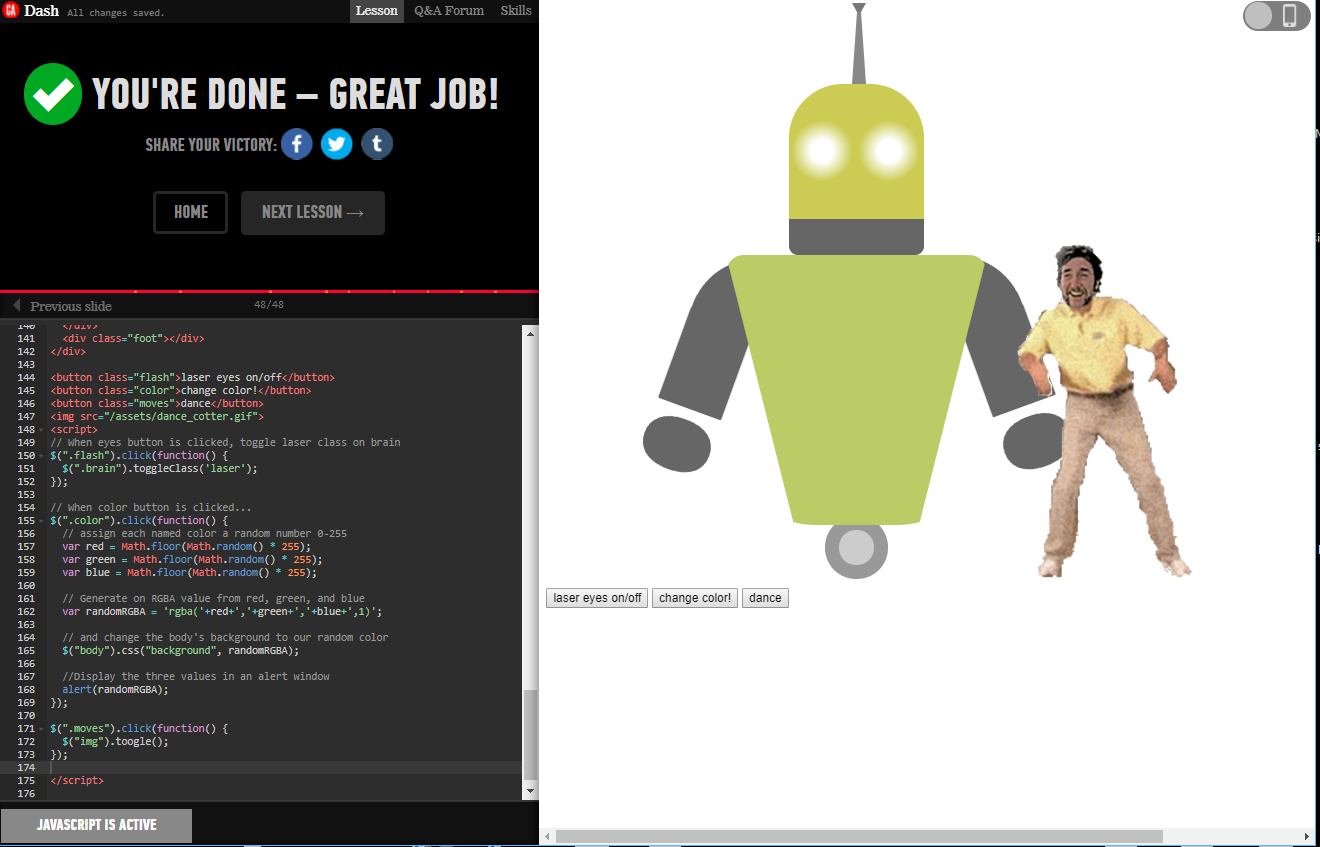 GA Dash All changes saved. Lesson Q&A Forum Skills
YOU'RE DONE — GREAT JOB!
SHARE YOUR VICTORY: f t
HOME NEXT LESSON →
Previous slide 48/48
140 </div>
141 <div class="foot"></div>
142 </div>
143
144 <button class="flash">laser eyes on/off</button>
145 <button class="color">change color!</button>
146 <button class="moves">dance</button>
147 <img src="/assets/dance_cotter.gif">
148 <script>
149 // When eyes button is clicked, toggle laser class on brain
150 $(".flash").click(function() {
151 $(".brain").toggleClass('laser');
152 });
153
154 // When color button is clicked...
155 $(".color").click(function() {
156 // assign each named color a random number 0-255
157 var red = Math.floor(Math.random() * 255);
158 var green = Math.floor(Math.random() * 255);
159 var blue = Math.floor(Math.random() * 255);
160
161 // Generate on RGBA value from red, green, and blue
162 var randomRGBA = 'rgba('+red+','+green+','+blue+',1)';
163
164 // and change the body's background to our random color
165 $("body").css("background", randomRGBA);
166
167 //Display the three values in an alert window
168 alert(randomRGBA);
169 });
170
171 $(".moves").click(function() {
172 $("img").toogle();
173 });
174
175 </script>
176
JAVASCRIPT IS ACTIVE
laser eyes on/off change color! dance